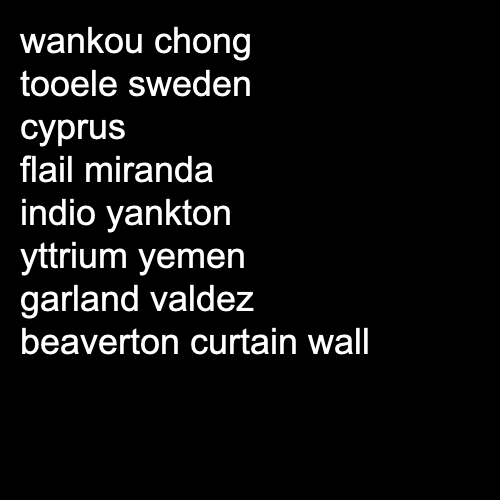 wankou chong
tooele sweden
cyprus
flail miranda
indio yankton
yttrium yemen
garland valdez
beaverton curtain wall